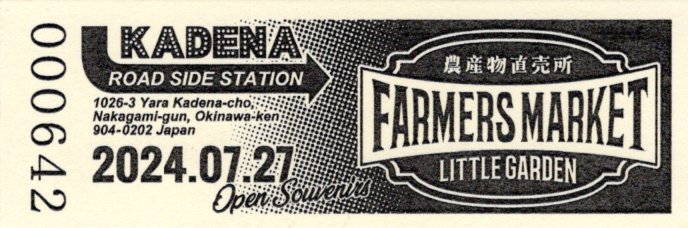 000642
KADENA
ROAD SIDE STATION
1026-3 Yara Kadena-cho,
Nakagami-gun, Okinawa-ken
904-0202 Japan
2024.07.27
Open Souvenirs
農産物直売所
FARMERS MARKET
LITTLE GARDEN